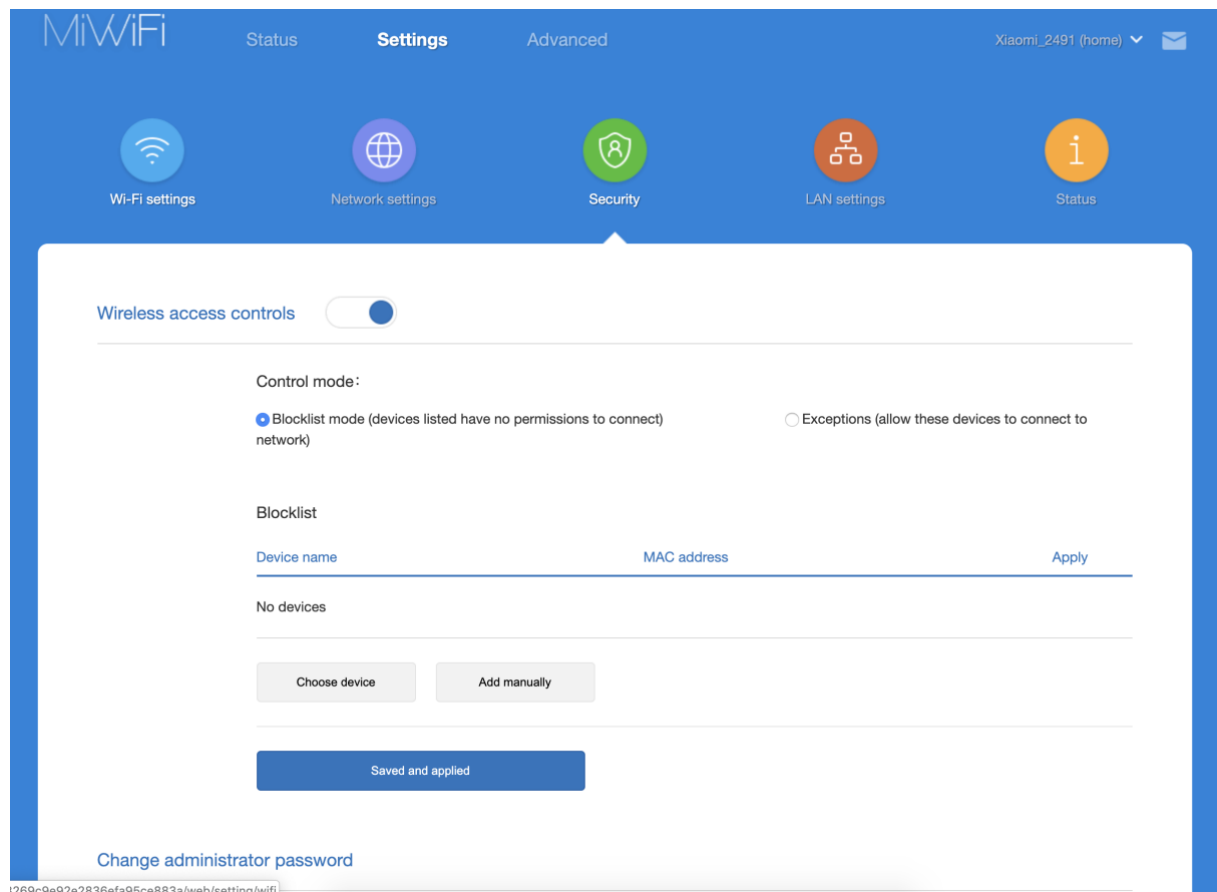 MiWiFi
Status
Settings
Advanced
Xiaomi_2491 (home)
Wi-Fi settings
Network settings
Security
LAN settings
Status
Wireless access controls
Control mode：
Blocklist mode (devices listed have no permissions to connect)
Exceptions (allow these devices to connect to
network)
Blocklist
Device name
MAC address
Apply
No devices
Choose device
Add manually
Saved and applied
Change administrator password